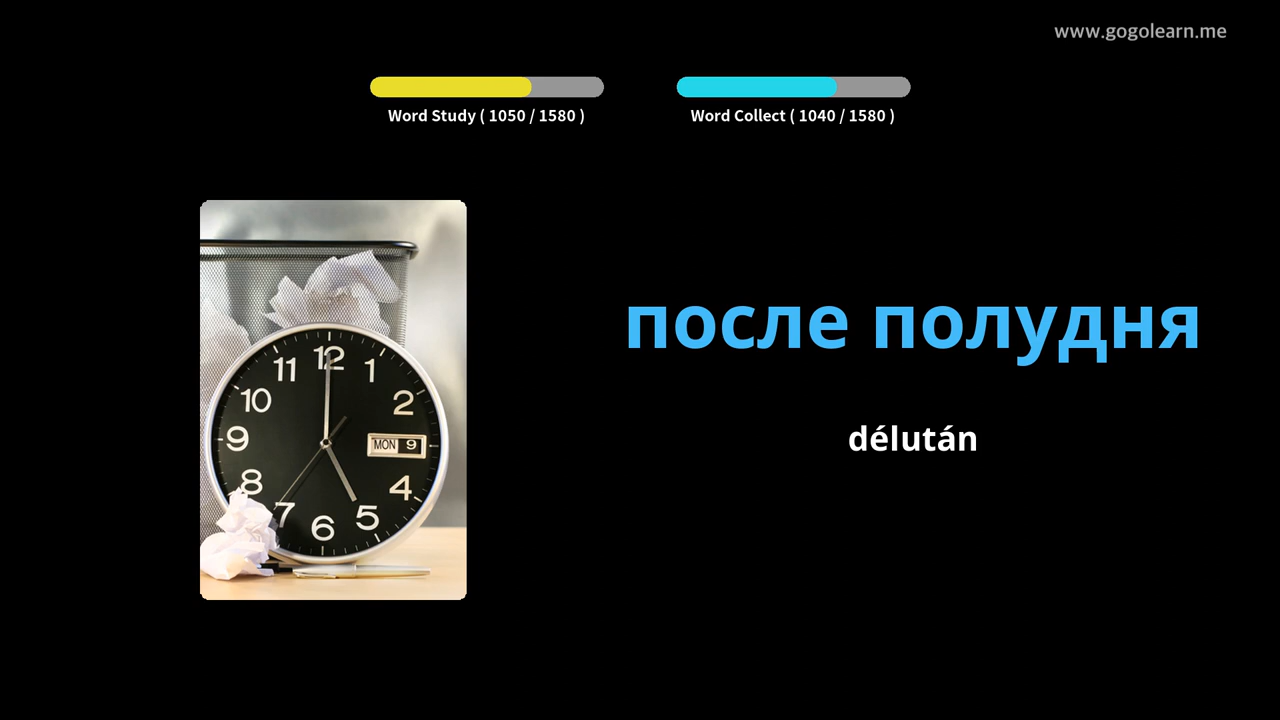 www.gogolearn.me
Word Study ( 1050 / 1580 )
Word Collect ( 1040 / 1580 )
после полудня
délután
12
11
1
10
2
9
MON 9
8
4
7
5
6